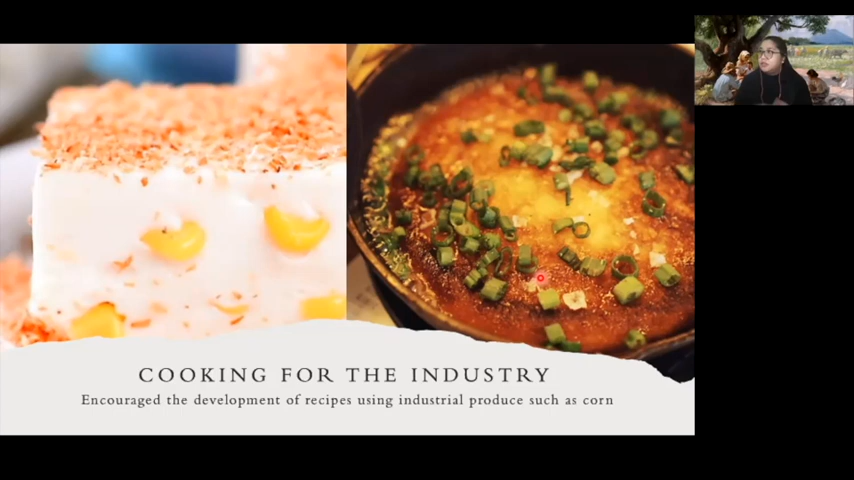 COOKING FOR THE INDUSTRY
Encouraged the development of recipes using industrial produce such as corn